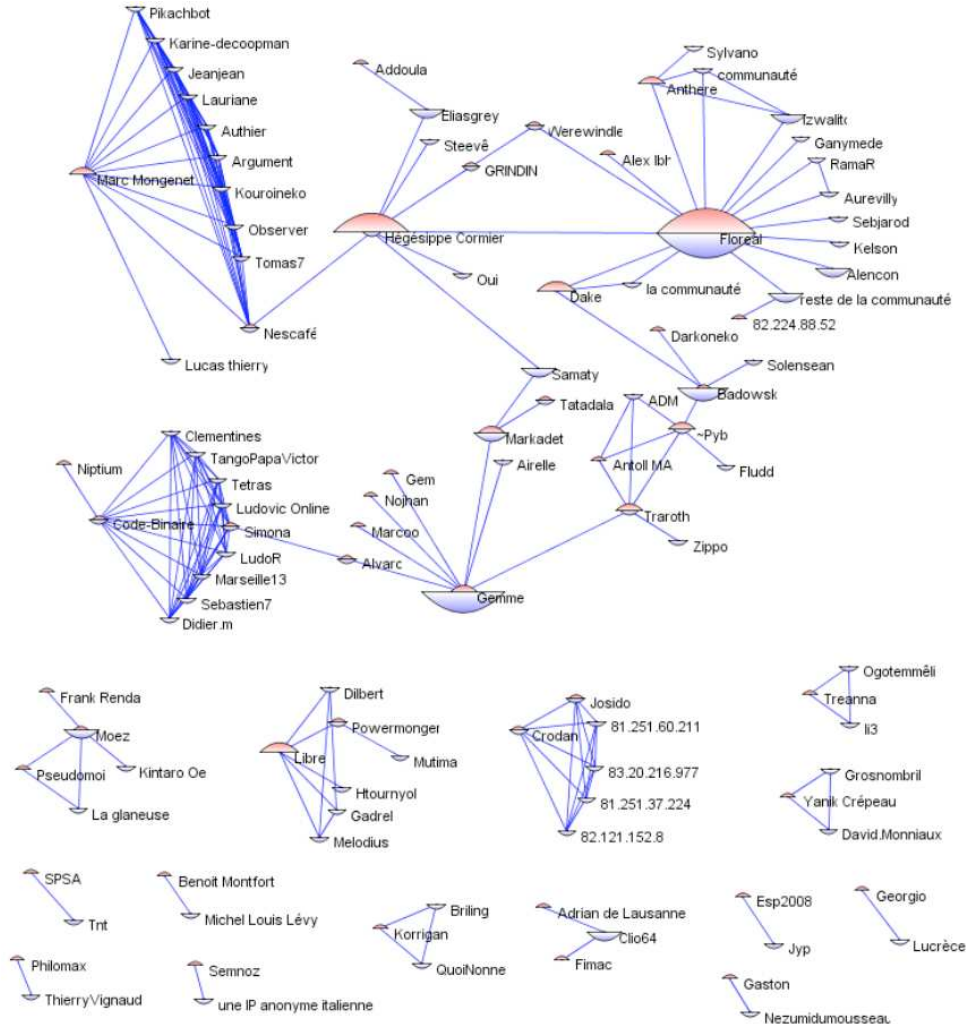 Pikachbot
Karine-decoopman
Jeanjean
Lauriane
Authier
Argument
Marc Mongenet
Kouroineko
Observer
Tomas7
Nescafé
Lucas thierry
Addoula
Eliasgrey
Steevê
Werewindle
GRINDIN
Alex lbh
Hégésippe Cormier
Oui
Sylvano
communauté
Anthere
Izwalito
Ganymede
RamaR
Aurevilly
Sebjarod
Floreal
Kelson
Alencon
Dake
la communauté
reste de la communauté
82.224.88.52
Darkoneko
Solensean
Badowsk
Samaty
Tatadala
Markadet
Airelle
ADM
~Pyb
Antoll MA
Fludd
Traroth
Zippo
Clementines
TangoPapaVictor
Niptium
Tetras
Ludovic Online
Code-Binaire
Simona
LudoR
Marseille13
Sebastien7
Didier.m
Gem
Nojhan
Marcoo
Alvarc
Gemme
Frank Renda
Moez
Pseudomoi
Kintaro Oe
La glaneuse
Dilbert
Powermonger
Libre
Mutima
Htournyol
Gadrel
Melodius
Josido
81.251.60.211
Crodan
83.20.216.977
81.251.37.224
82.121.152.8
Ogotemmêli
Treanna
li3
Grosnombril
Yanik Crépeau
David.Monniaux
SPSA
Tnt
Benoit Montfort
Michel Louis Lévy
Briling
Korrigan
QuoiNonne
Adrian de Lausanne
Clio64
Fimac
Esp2008
Jyp
Georgio
Lucrèce
Philomax
ThierryVignaud
Semnoz
une IP anonyme italienne
Gaston
Nezumidumousseau